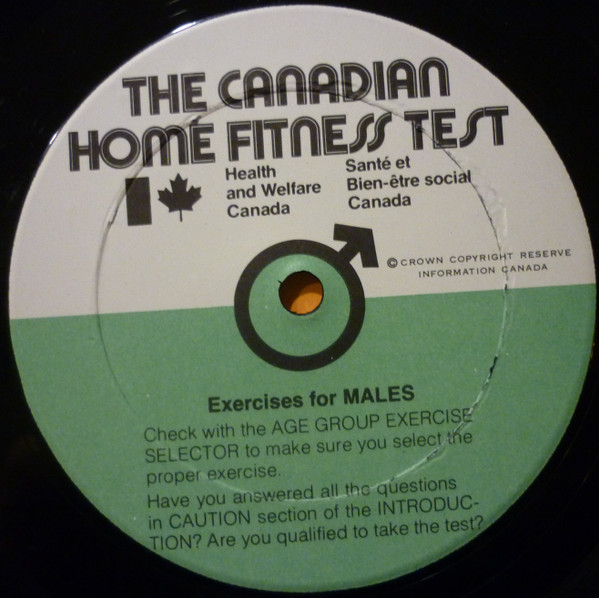 THE CANADIAN
HOME FITNESS TEST
Health
and Welfare
Canada
Santé et
Bien-être social
Canada
© CROWN COPYRIGHT RESERVE
INFORMATION CANADA
Exercises for MALES
Check with the AGE GROUP EXERCISE
SELECTOR to make sure you select the
proper exercise.
Have you answered all the questions
in CAUTION section of the INTRODUC-
TION? Are you qualified to take the test?